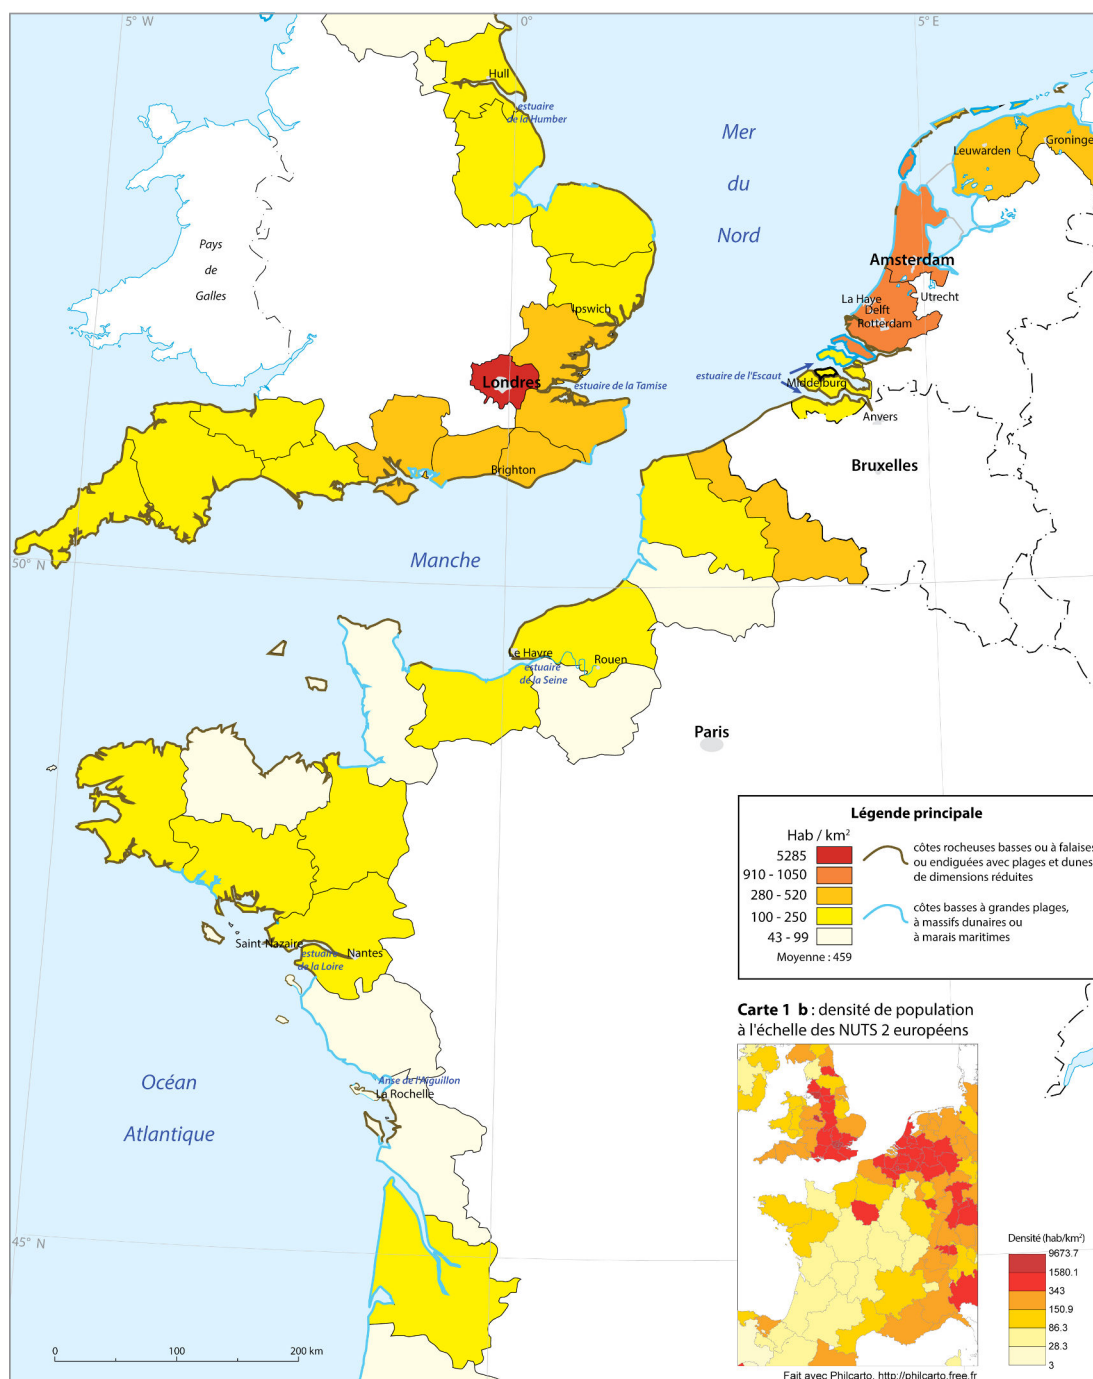 5° W
0°
5° E
Hull
estuaire
de la Humber
Mer
du
Nord
Leuwarden
Groninge
Pays
de
Galles
Amsterdam
La Haye
Utrecht
Delft
Rotterdam
Ipswich
Londres
estuaire de la Tamise
estuaire de l'Escaut
Middelburg
Anvers
Brighton
Bruxelles
50° N
Manche
Le Havre
Rouen
estuaire
de la Seine
Paris
Saint-Nazaire
Nantes
estuaire
de la Loire
Océan
Atlantique
Anse de l'Aiguillon
La Rochelle
45° N
0
100
200 km
Légende principale
Hab / km²
5285
910 - 1050
280 - 520
100 - 250
43 - 99
Moyenne : 459
côtes rocheuses basses ou à falaises
ou endiguées avec plages et dunes
de dimensions réduites
côtes basses à grandes plages,
à massifs dunaires ou
à marais maritimes
Carte 1 b : densité de population
à l'échelle des NUTS 2 européens
Densité (hab/km²)
9673.7
1580.1
343
150.9
86.3
28.3
3
Fait avec Philcarto, http://philcarto.free.fr